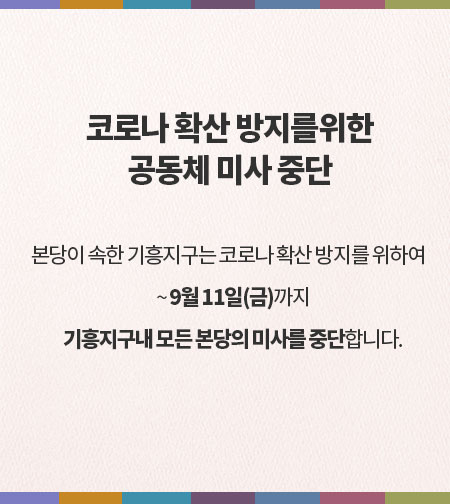 코로나 확산 방지를위한
공동체 미사 중단
본당이 속한 기흥지구는 코로나 확산 방지를 위하여
~ 9월 11일(금)까지
기흥지구내 모든 본당의 미사를 중단합니다.